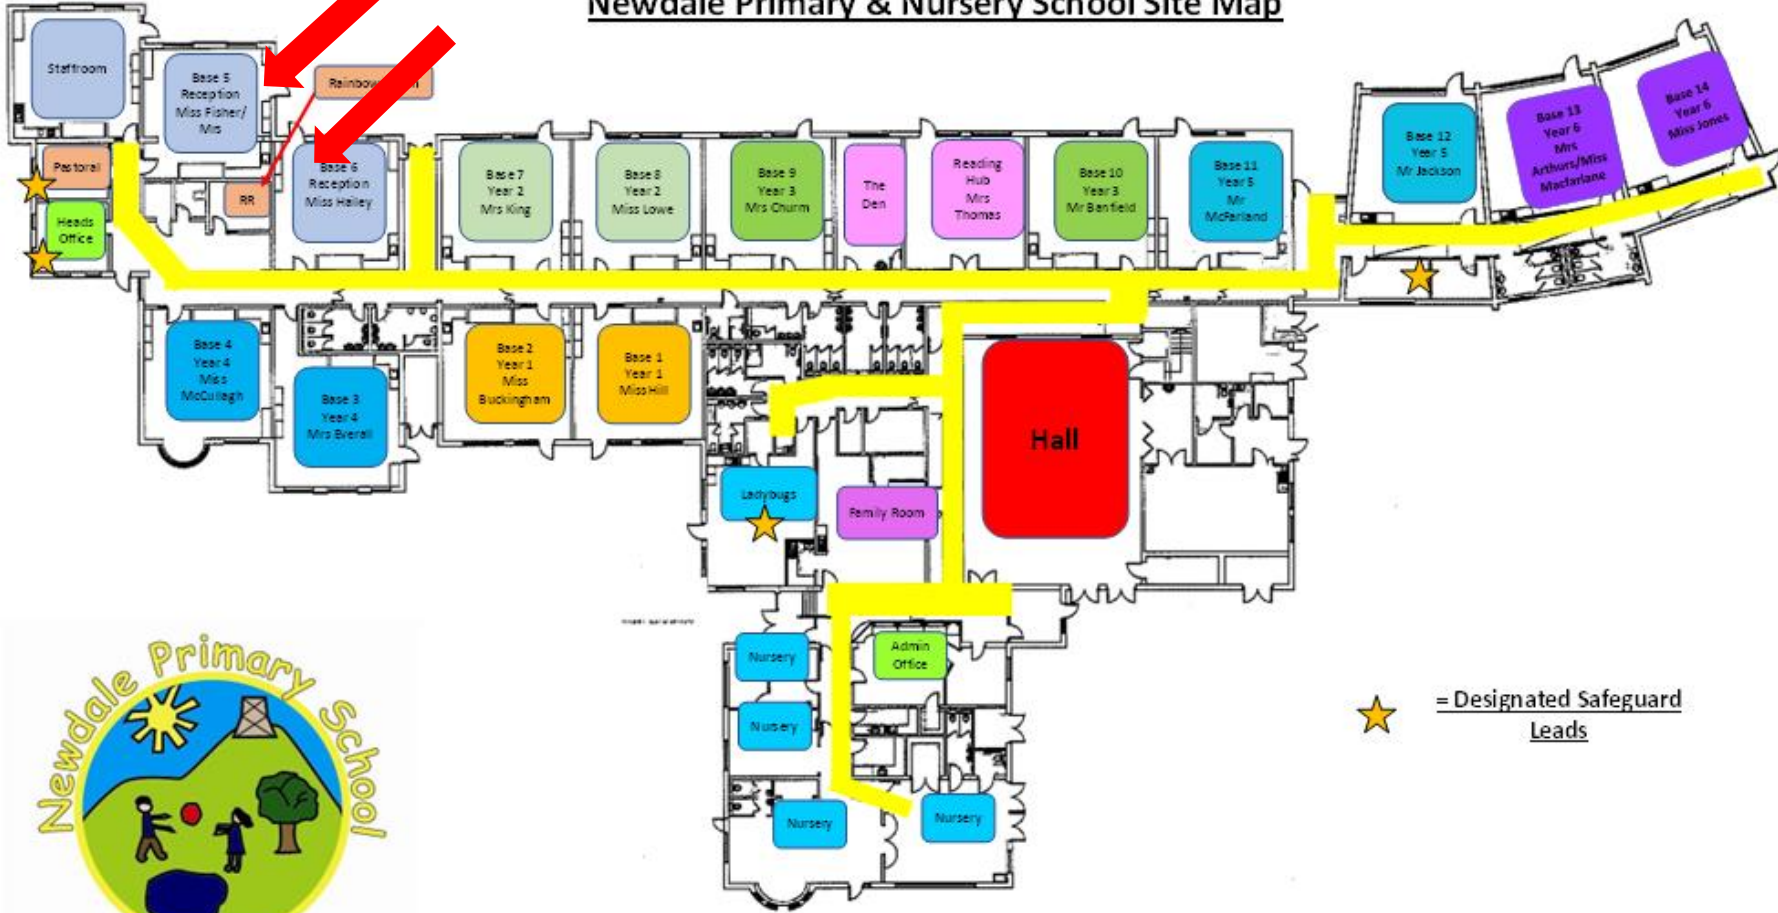 Newdale Primary & Nursery School Site Map
Staffroom
Base 5
Reception
Miss Fisher/
Mrs
Rainbow
Pastoral
Heads
Office
RR
Base 6
Reception
Miss Hailey
Base 7
Year 2
Mrs King
Base 8
Year 2
Miss Lowe
Base 9
Year 3
Mrs Churm
The
Den
Reading
Hub
Mrs
Thomas
Base 10
Year 3
Mr Banfield
Base 11
Year 5
Mr
McFarland
Base 12
Year 5
Mr Jackson
Base 13
Year 6
Mrs
Arthurs/Miss
Macfarlane
Base 14
Year 6
Miss Jones
Base 4
Year 4
Miss
McCullagh
Base 3
Year 4
Mrs Everall
Base 2
Year 1
Miss
Buckingham
Base 1
Year 1
Miss Hill
Hall
Ladybugs
Family Room
Nursery
Admin
Office
Nursery
Nursery
Nursery
= Designated Safeguard
Leads
Newdale Primary School